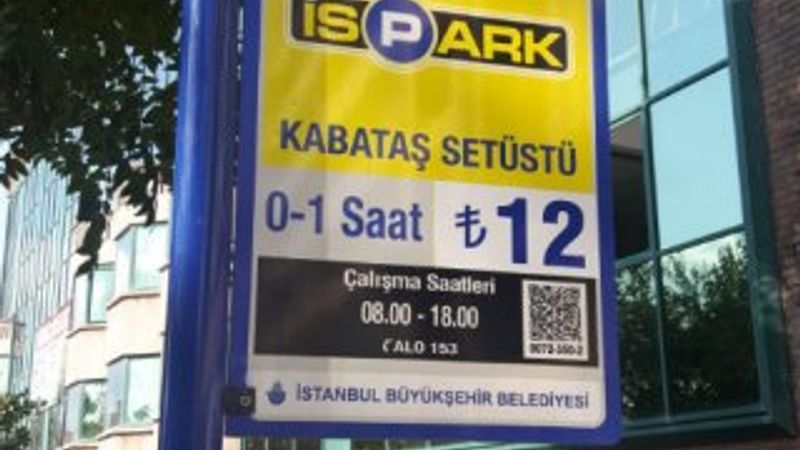 İSPARK
KABATAŞ SETÜSTÜ
0-1 Saat ₺ 12
Çalışma Saatleri
08.00 - 18.00
ALO 153
İSTANBUL BÜYÜKŞEHİR BELEDİYESİ